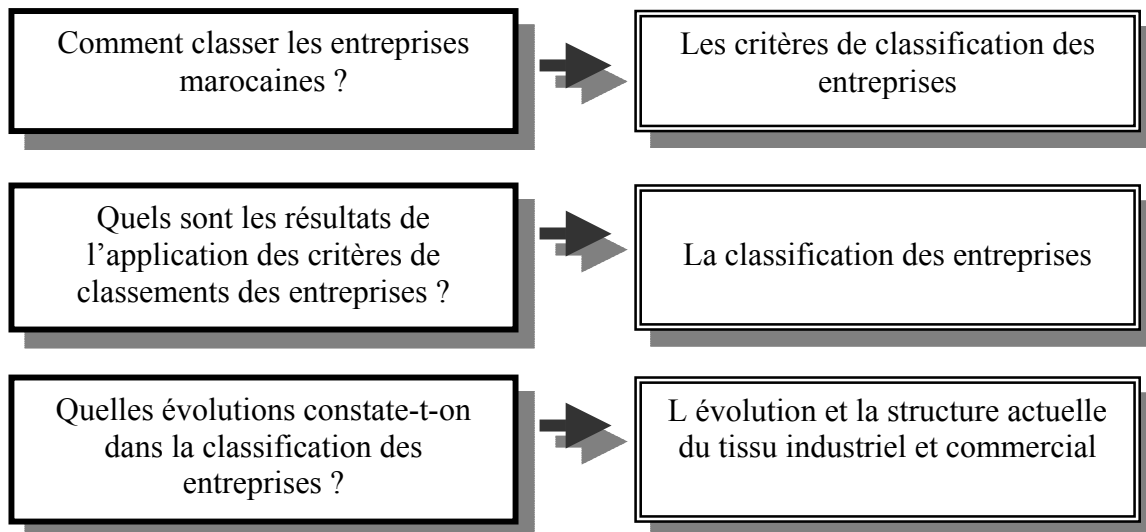 Comment classer les entreprises
marocaines ?
Les critères de classification des
entreprises
Quels sont les résultats de
l’application des critères de
classements des entreprises ?
La classification des entreprises
Quelles évolutions constate-t-on
dans la classification des
entreprises ?
L évolution et la structure actuelle
du tissu industriel et commercial